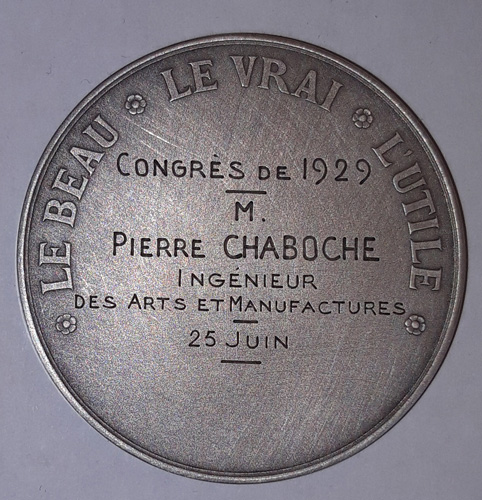 LE BEAU LE VRAI L'UTILE
CONGRÈS DE 1929
M.
PIERRE CHABOCHE
INGÉNIEUR
DES ARTS ET MANUFACTURES
25 JUIN